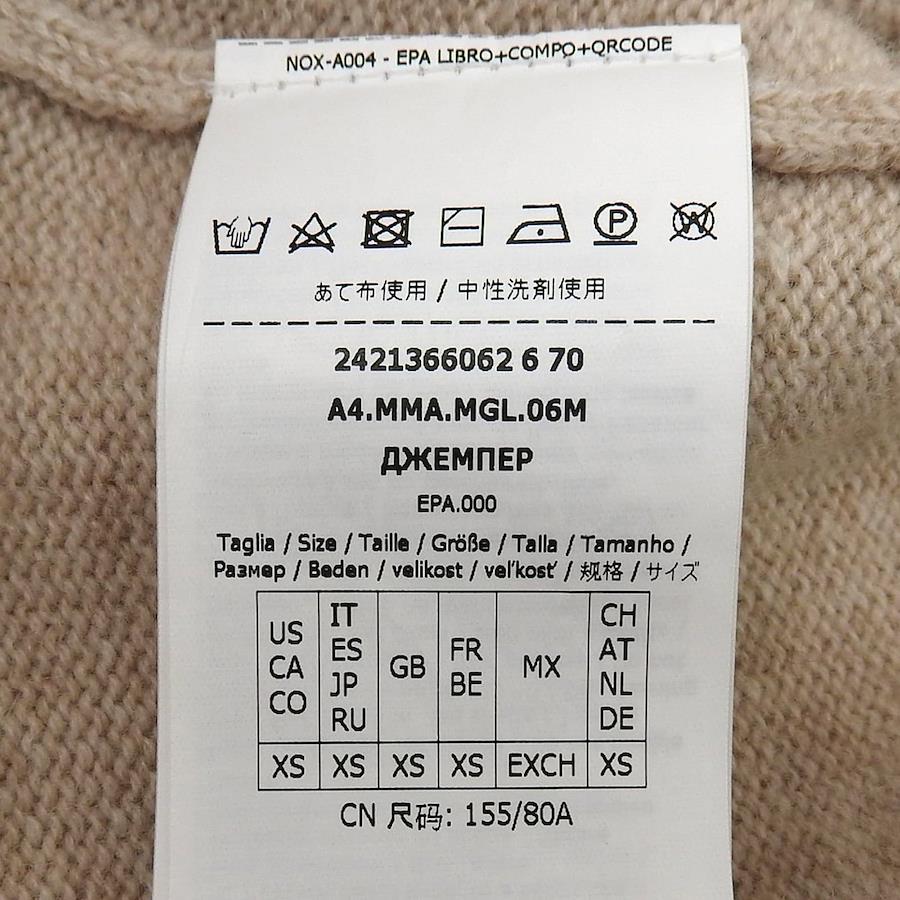 NOX-A004 - EPA LIBRO+COMPO+QRCODE
P W
あて布使用 / 中性洗剤使用
2421366062 6 70
A4.MMA.MGL.06M
ДЖЕМПЕР
EPA.000
Taglia / Size / Taille / Größe / Talla / Tamanho /
Размер / Beden / velikost / veľkosť / 规格 / サイズ
US CA CO IT ES JP RU GB FR BE MX CH AT NL DE
XS XS XS XS EXCH XS
CN 尺码: 155/80A